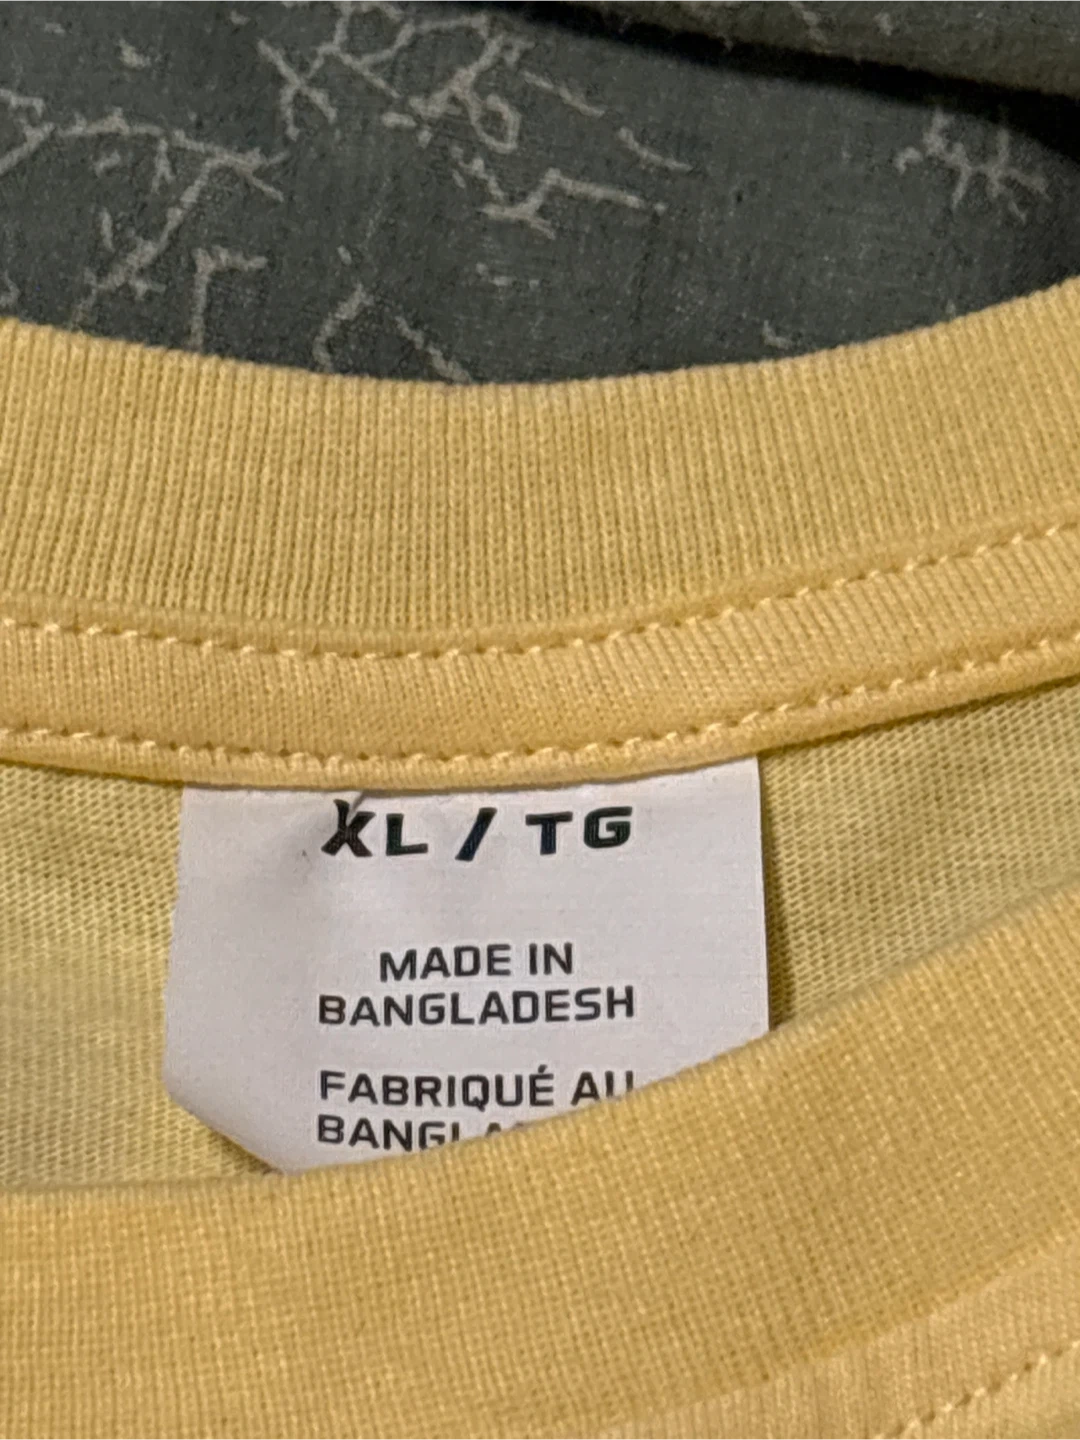 XL / TG
MADE IN
BANGLADESH
FABRIQUÉ AU